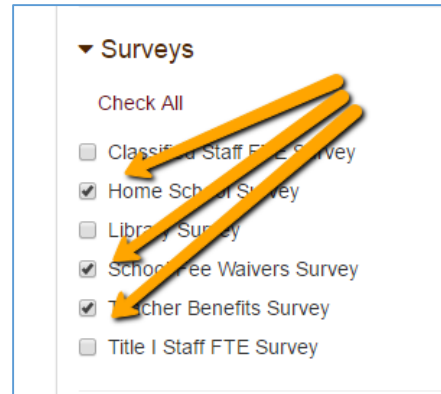 Surveys
Check All
Classified Staff FTE Survey
Home School Survey
Library Survey
School Fee Waivers Survey
Teacher Benefits Survey
Title I Staff FTE Survey